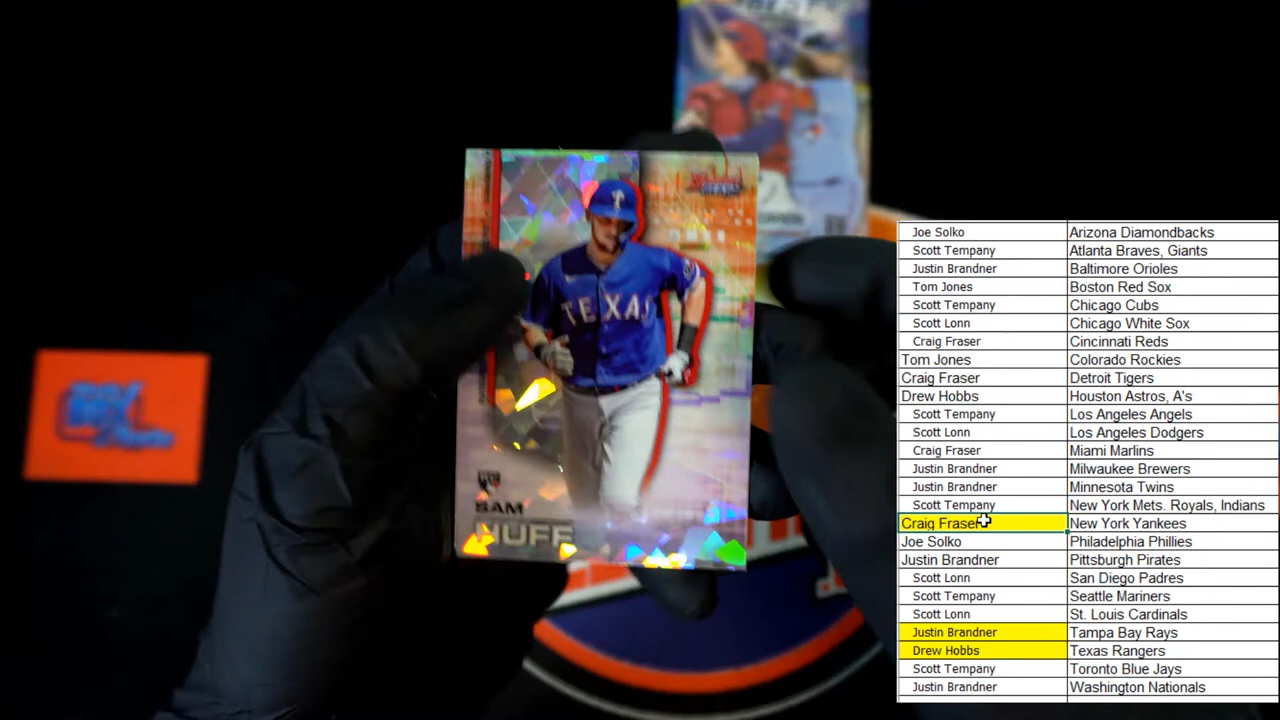 TEXAS
SAM
HUFF
Joe Solko Arizona Diamondbacks
Scott Tempany Atlanta Braves, Giants
Justin Brandner Baltimore Orioles
Tom Jones Boston Red Sox
Scott Tempany Chicago Cubs
Scott Lonn Chicago White Sox
Craig Fraser Cincinnati Reds
Tom Jones Colorado Rockies
Craig Fraser Detroit Tigers
Drew Hobbs Houston Astros, A's
Scott Tempany Los Angeles Angels
Scott Lonn Los Angeles Dodgers
Craig Fraser Miami Marlins
Justin Brandner Milwaukee Brewers
Justin Brandner Minnesota Twins
Scott Tempany New York Mets. Royals, Indians
Craig Fraser New York Yankees
Joe Solko Philadelphia Phillies
Justin Brandner Pittsburgh Pirates
Scott Lonn San Diego Padres
Scott Tempany Seattle Mariners
Scott Lonn St. Louis Cardinals
Justin Brandner Tampa Bay Rays
Drew Hobbs Texas Rangers
Scott Tempany Toronto Blue Jays
Justin Brandner Washington Nationals